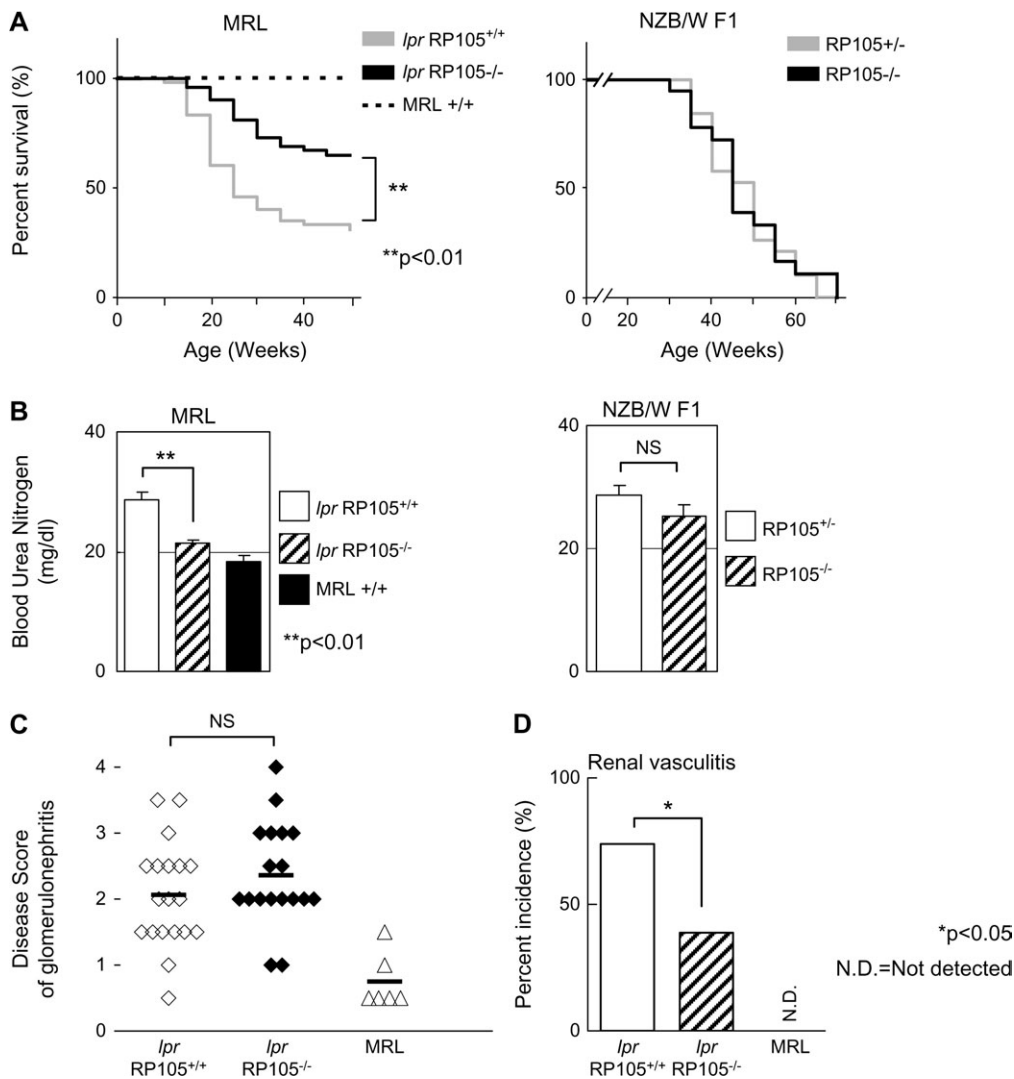 A
MRL
lpr RP105+/+
lpr RP105-/-
MRL +/+
Percent survival (%)
100
50
0
**
**p<0.01
0
20
40
Age (Weeks)
NZB/W F1
RP105+/-
RP105-/-
100
50
0
0
20
40
60
Age (Weeks)
B
MRL
Blood Urea Nitrogen
(mg/dl)
40
20
0
**
lpr RP105+/+
lpr RP105-/-
MRL +/+
**p<0.01
NZB/W F1
40
20
0
NS
RP105+/-
RP105-/-
C
NS
Disease Score
of glomerulonephritis
4
3
2
1
0
lpr
RP105+/+
lpr
RP105-/-
MRL
D
Renal vasculitis
Percent incidence (%)
100
50
0
*
N.D.
*p<0.05
N.D.=Not detected
lpr
RP105+/+
lpr
RP105-/-
MRL